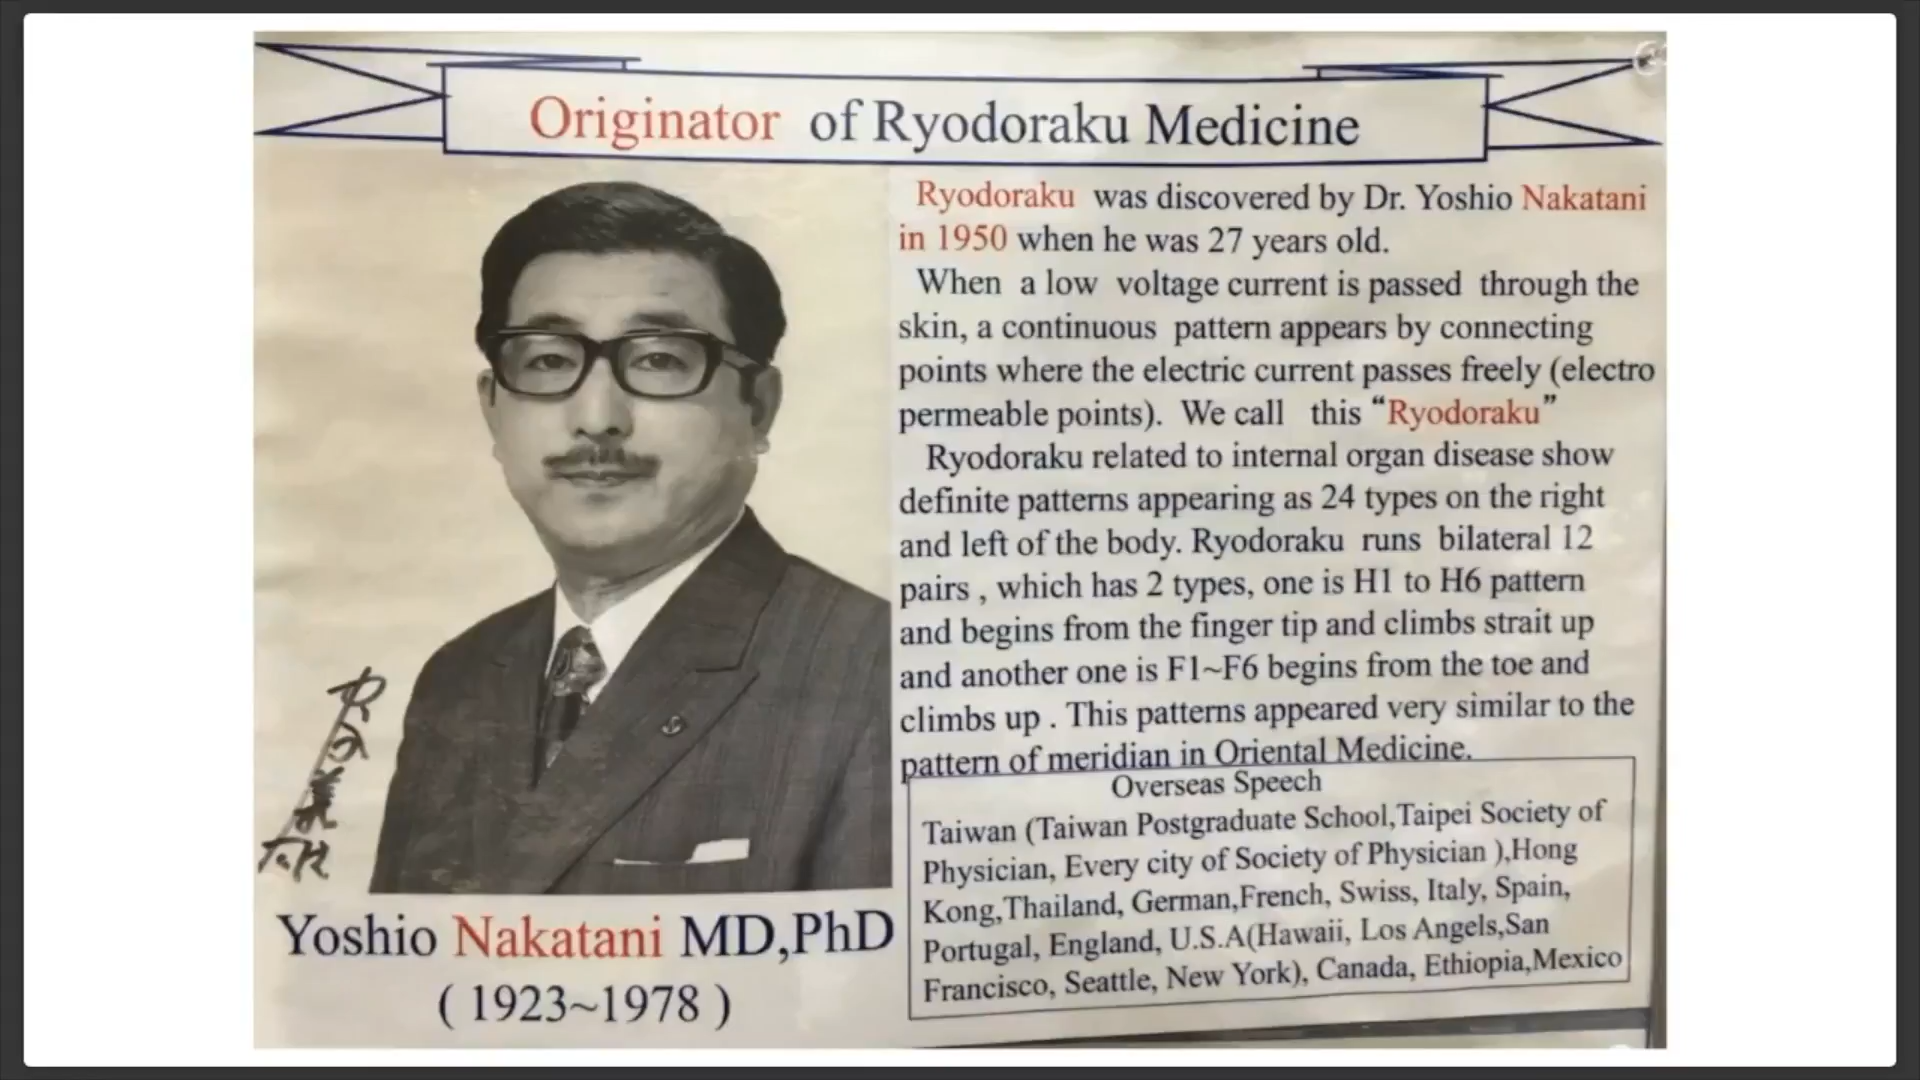 Originator of Ryodoraku Medicine
Ryodoraku was discovered by Dr. Yoshio Nakatani
in 1950 when he was 27 years old.
When a low voltage current is passed through the
skin, a continuous pattern appears by connecting
points where the electric current passes freely (electro
permeable points). We call this “Ryodoraku”
Ryodoraku related to internal organ disease show
definite patterns appearing as 24 types on the right
and left of the body. Ryodoraku runs bilateral 12
pairs , which has 2 types, one is H1 to H6 pattern
and begins from the finger tip and climbs strait up
and another one is F1~F6 begins from the toe and
climbs up . This patterns appeared very similar to the
pattern of meridian in Oriental Medicine.
Overseas Speech
Taiwan (Taiwan Postgraduate School,Taipei Society of
Physician, Every city of Society of Physician ),Hong
Kong,Thailand, German,French, Swiss, Italy, Spain,
Portugal, England, U.S.A(Hawaii, Los Angels,San
Francisco, Seattle, New York), Canada, Ethiopia,Mexico
Yoshio Nakatani MD,PhD
( 1923~1978 )